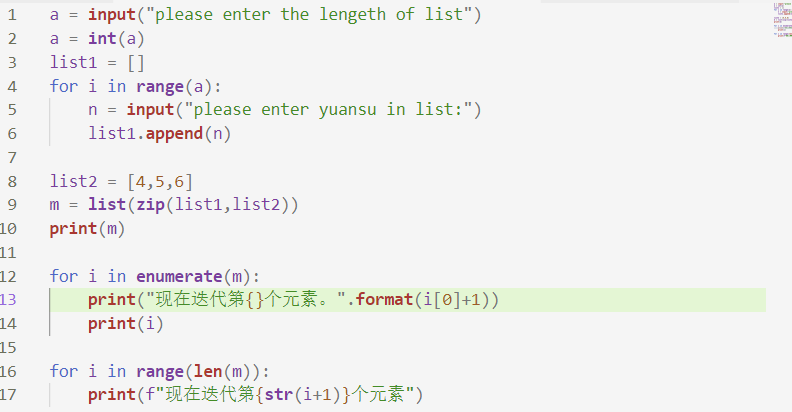 1 a = input("please enter the lengeth of list")
2 a = int(a)
3 list1 = []
4 for i in range(a):
5     n = input("please enter yuansu in list:")
6     list1.append(n)
7
8 list2 = [4,5,6]
9 m = list(zip(list1,list2))
10 print(m)
11
12 for i in enumerate(m):
13     print("现在迭代第{}个元素。".format(i[0]+1))
14     print(i)
15
16 for i in range(len(m)):
17     print(f"现在迭代第{str(i+1)}个元素")